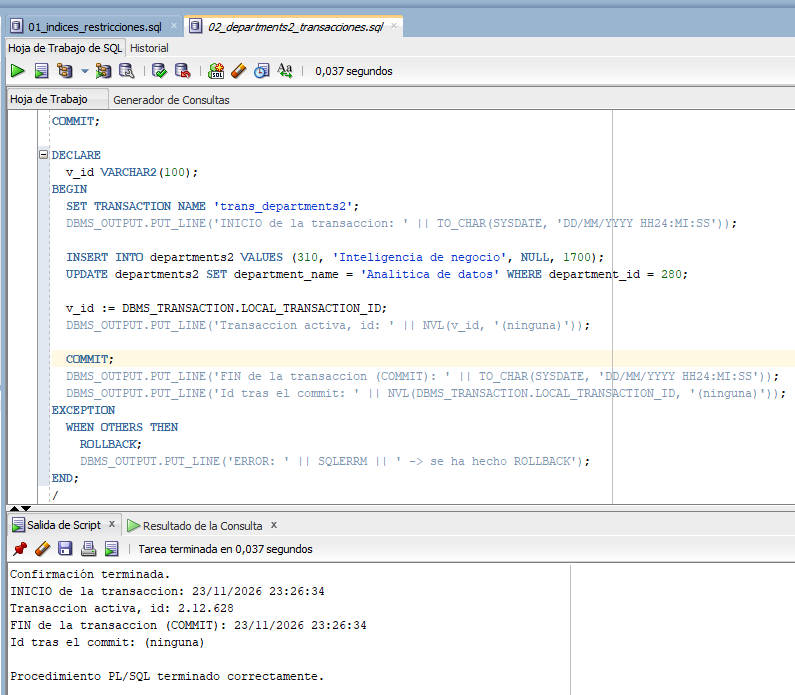 01_indices_restricciones.sql × 02_departments2_transacciones.sql ×
Hoja de Trabajo de SQL Historial
SQL Aa 0,037 segundos
Hoja de Trabajo Generador de Consultas
COMMIT;
DECLARE
v_id VARCHAR2(100);
BEGIN
SET TRANSACTION NAME 'trans_departments2';
DBMS_OUTPUT.PUT_LINE('INICIO de la transaccion: ' || TO_CHAR(SYSDATE, 'DD/MM/YYYY HH24:MI:SS'));
INSERT INTO departments2 VALUES (310, 'Inteligencia de negocio', NULL, 1700);
UPDATE departments2 SET department_name = 'Analitica de datos' WHERE department_id = 280;
v_id := DBMS_TRANSACTION.LOCAL_TRANSACTION_ID;
DBMS_OUTPUT.PUT_LINE('Transaccion activa, id: ' || NVL(v_id, '(ninguna)'));
COMMIT;
DBMS_OUTPUT.PUT_LINE('FIN de la transaccion (COMMIT): ' || TO_CHAR(SYSDATE, 'DD/MM/YYYY HH24:MI:SS'));
DBMS_OUTPUT.PUT_LINE('Id tras el commit: ' || NVL(DBMS_TRANSACTION.LOCAL_TRANSACTION_ID, '(ninguna)'));
EXCEPTION
WHEN OTHERS THEN
ROLLBACK;
DBMS_OUTPUT.PUT_LINE('ERROR: ' || SQLERRM || ' -> se ha hecho ROLLBACK');
END;
/
Salida de Script x Resultado de la Consulta x
Tarea terminada en 0,037 segundos
Confirmación terminada.
INICIO de la transaccion: 23/11/2026 23:26:34
Transaccion activa, id: 2.12.628
FIN de la transaccion (COMMIT): 23/11/2026 23:26:34
Id tras el commit: (ninguna)
Procedimiento PL/SQL terminado correctamente.